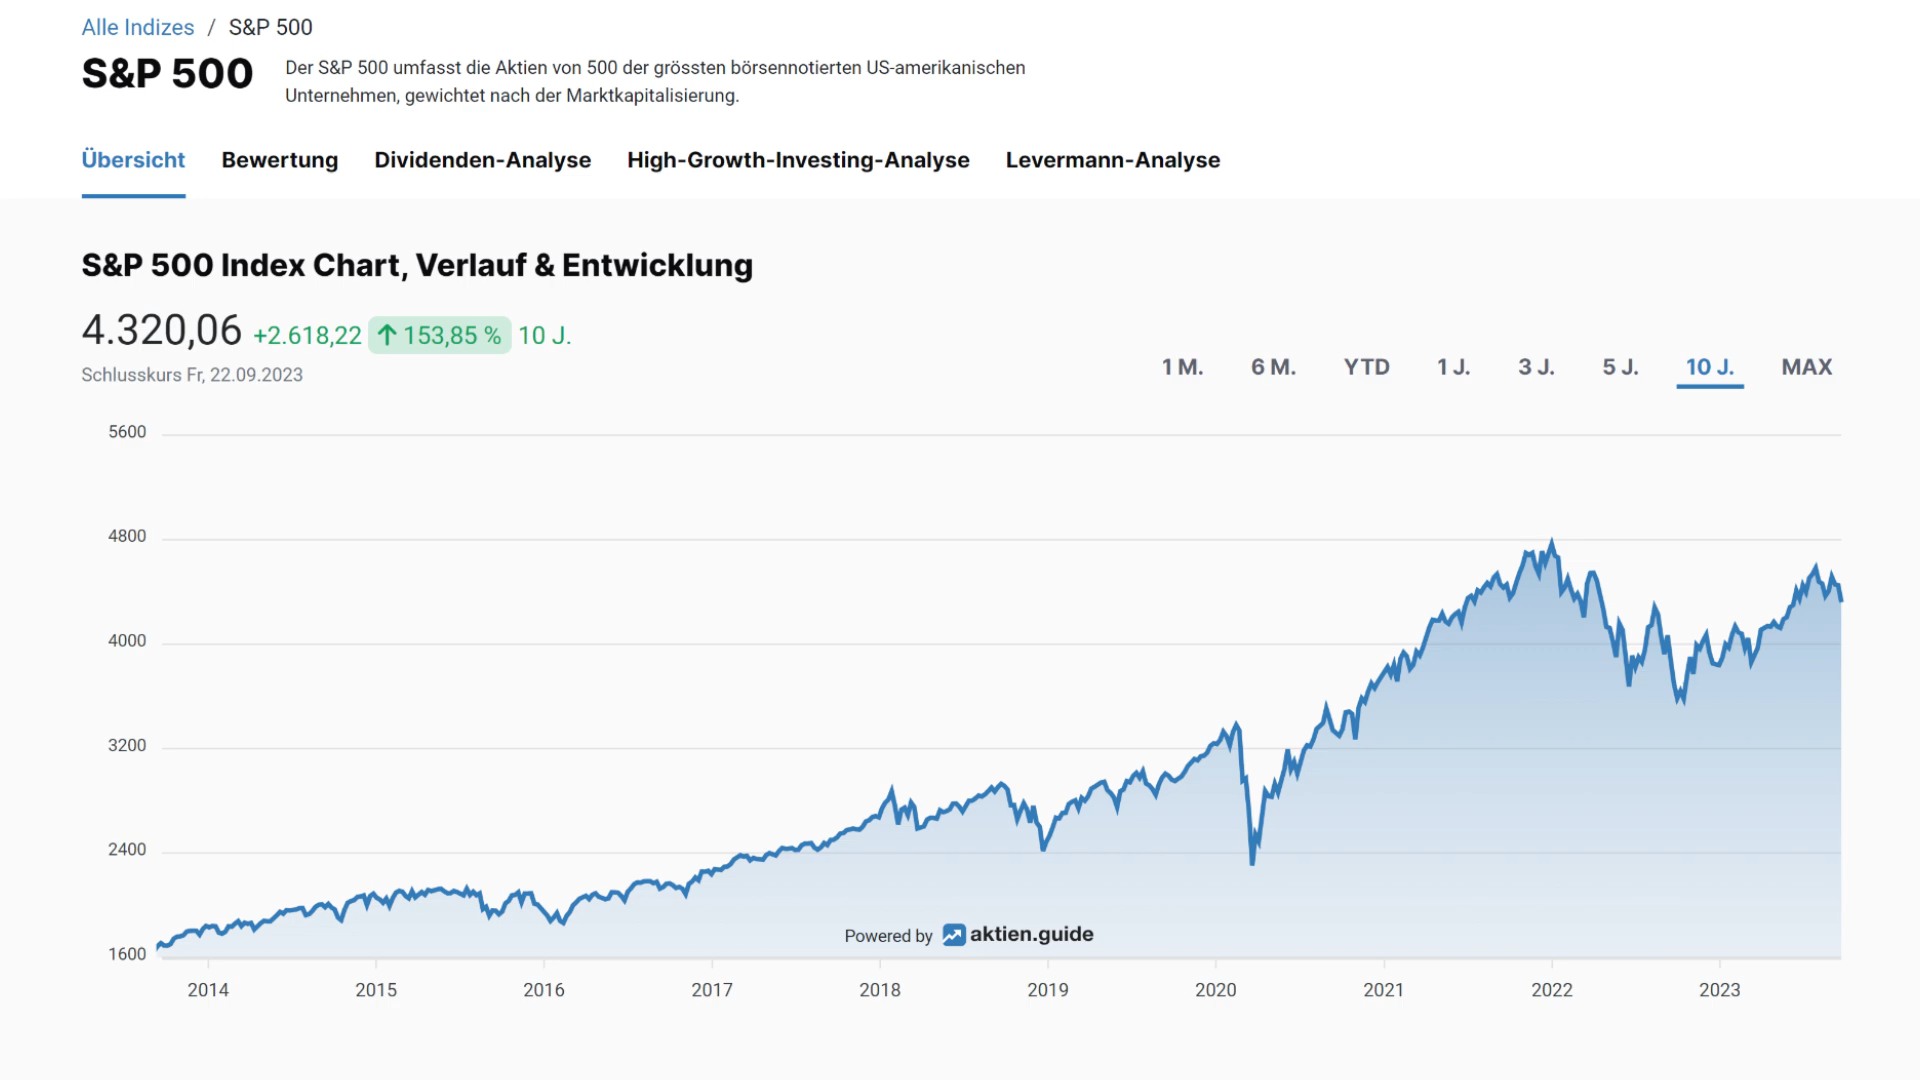 Alle Indizes / S&P 500
S&P 500
Der S&P 500 umfasst die Aktien von 500 der grössten börsennotierten US-amerikanischen
Unternehmen, gewichtet nach der Marktkapitalisierung.
Übersicht Bewertung Dividenden-Analyse High-Growth-Investing-Analyse Levermann-Analyse
S&P 500 Index Chart, Verlauf & Entwicklung
4.320,06 +2.618,22 ↑ 153,85 % 10 J.
Schlusskurs Fr, 22.09.2023
1 M. 6 M. YTD 1 J. 3 J. 5 J. 10 J. MAX
5600
4800
4000
3200
2400
1600
Powered by aktien.guide
2014 2015 2016 2017 2018 2019 2020 2021 2022 2023